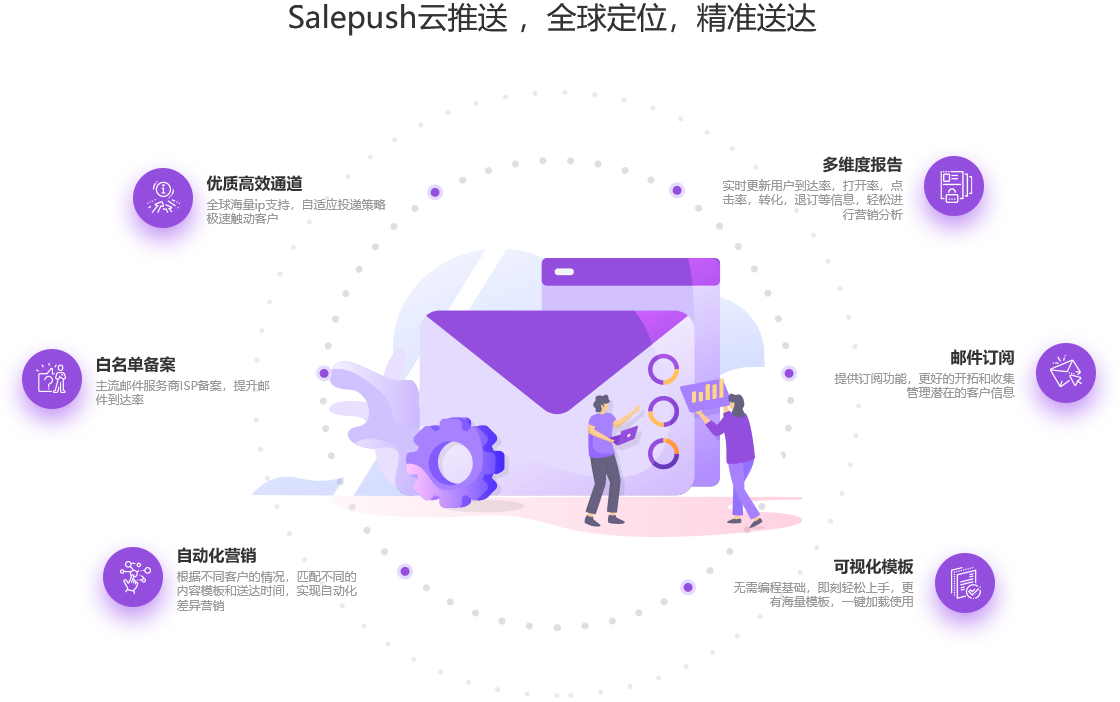 Salepush云推送 ，全球定位，精准送达
优质高效通道
全球海量ip支持，自适应投递策略
极速触动客户
多维度报告
实时更新用户到达率，打开率，点
击率，转化，退订等信息，轻松进
行营销分析
白名单备案
主流邮件服务商ISP备案，提升邮
件到达率
邮件订阅
提供订阅功能，更好的开拓和收集
管理潜在的客户信息
自动化营销
根据不同客户的情况，匹配不同的
内容模板和送达时间，实现自动化
差异营销
可视化模板
无需编程基础，即刻轻松上手，更
有海量模板，一键加载使用